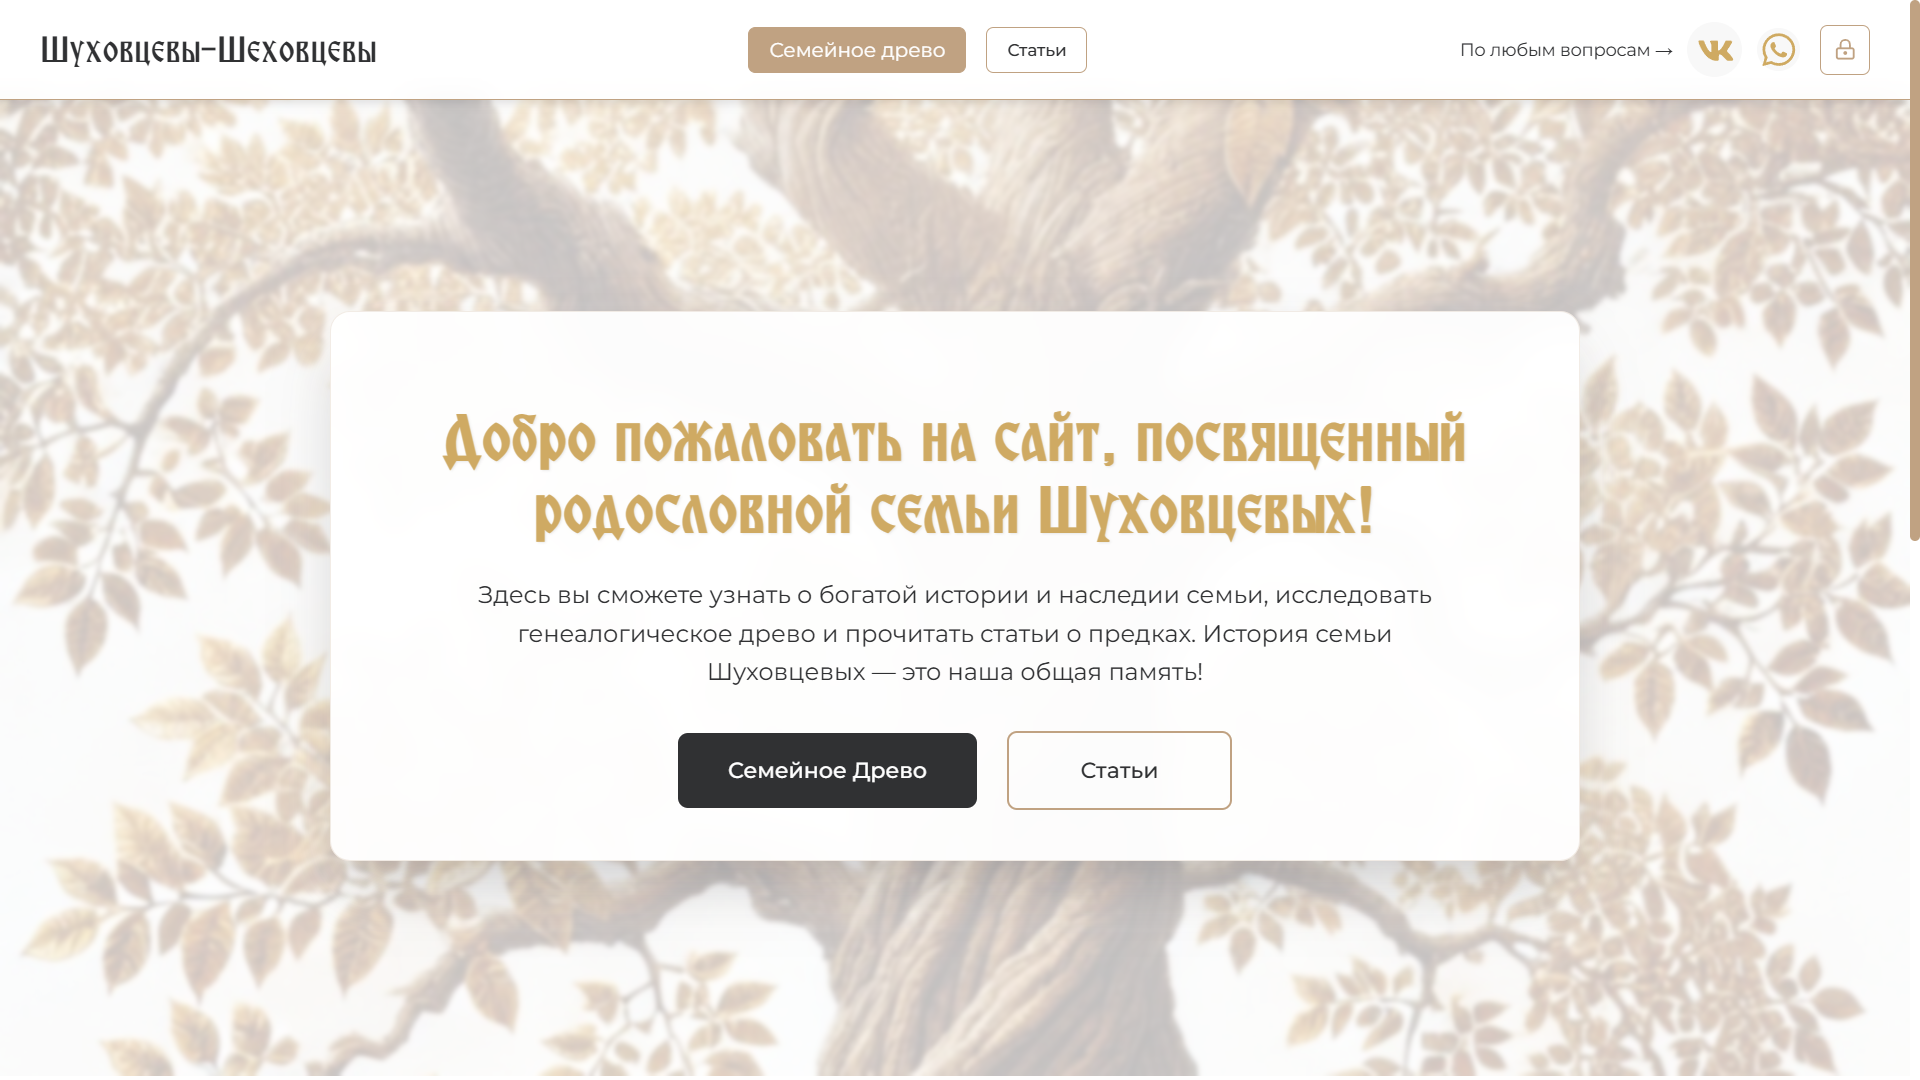 Шуховцевы-Шеховцевы
Семейное древо
Статьи
По любым вопросам →
Добро пожаловать на сайт, посвященный
родословной семьи Шуховцевых!
Здесь вы сможете узнать о богатой истории и наследии семьи, исследовать
генеалогическое древо и прочитать статьи о предках. История семьи
Шуховцевых — это наша общая память!
Семейное Древо
Статьи